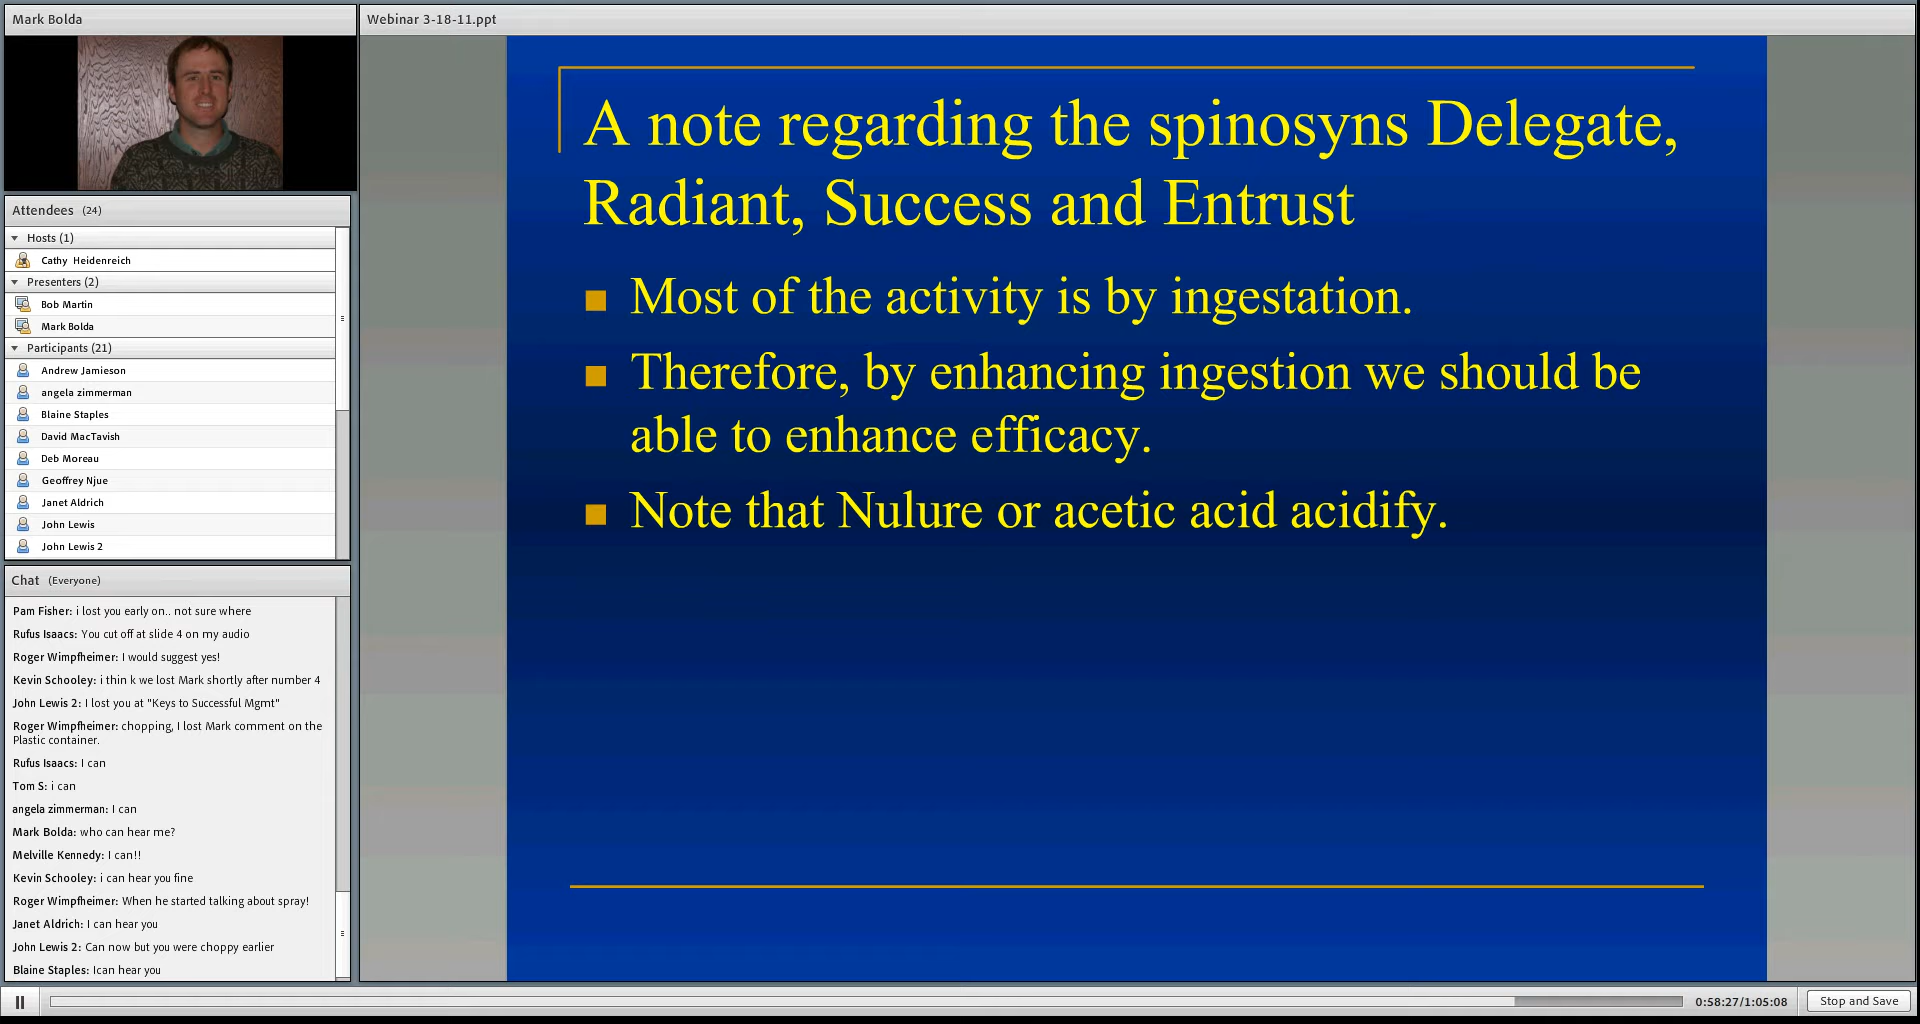 Mark Bolda
Webinar 3-18-11.ppt
Attendees (24)
Hosts (1)
Cathy Heidenreich
Presenters (2)
Bob Martin
Mark Bolda
Participants (21)
Andrew Jamieson
angela zimmerman
Blaine Staples
David MacTavish
Deb Moreau
Geoffrey Njue
Janet Aldrich
John Lewis
John Lewis 2
Chat (Everyone)
Pam Fisher: i lost you early on.. not sure where
Rufus Isaacs: You cut off at slide 4 on my audio
Roger Wimpfheimer: I would suggest yes!
Kevin Schooley: i thin k we lost Mark shortly after number 4
John Lewis 2: I lost you at "Keys to Successful Mgmt"
Roger Wimpfheimer: chopping, I lost Mark comment on the
Plastic container.
Rufus Isaacs: I can
Tom S: i can
angela zimmerman: I can
Mark Bolda: who can hear me?
Melville Kennedy: I can!!
Kevin Schooley: i can hear you fine
Roger Wimpfheimer: When he started talking about spray!
Janet Aldrich: I can hear you
John Lewis 2: Can now but you were choppy earlier
Blaine Staples: Ican hear you
A note regarding the spinosyns Delegate,
Radiant, Success and Entrust
Most of the activity is by ingestation.
Therefore, by enhancing ingestion we should be
able to enhance efficacy.
Note that Nulure or acetic acid acidify.
0:58:27/1:05:08
Stop and Save